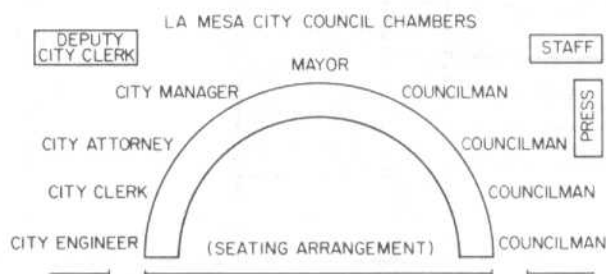 LA MESA CITY COUNCIL CHAMBERS
DEPUTY
CITY CLERK
STAFF
MAYOR
CITY MANAGER
COUNCILMAN
PRESS
CITY ATTORNEY
COUNCILMAN
CITY CLERK
COUNCILMAN
CITY ENGINEER
(SEATING ARRANGEMENT)
COUNCILMAN